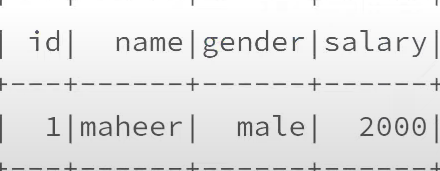 | id|  name|gender|salary|
+---+------+------+------+
|  1|maheer|  male|  2000|
+---+------+------+------+